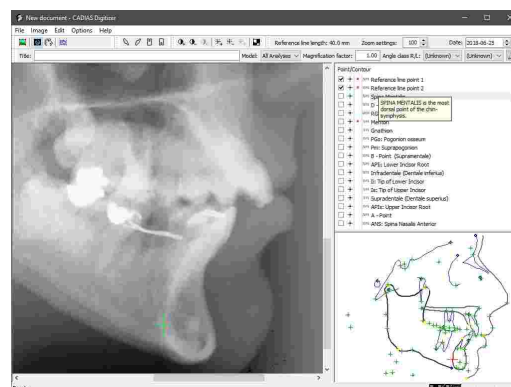 New document - CADIAS Digitizer
File Image Edit Options Help
Reference line length: 40.0 mm Zoom settings: 100 Date: 2018-06-25
Title: Model: All Analyses Magnification factor: 1.00 Angle class R/L: (Unknown) (Unknown)
Point/Contour
Reference line point 1
Reference line point 2
Spina Mentalis
SPINA MENTALIS is the most
dorsal point of the chin-
symphysis.
D -
Menton
Gnathion
PGo: Pogonion osseum
Pm: Suprapogonion
B - Point (Supramentale)
APIi: Lower Incisor Root
Infradentale (Dentale inferius)
Ii: Tip of Lower Incisor
Is: Tip of Upper Incisor
Supradentale (Dentale superius)
APIs: Upper Incisor Root
A -Point
ANS: Spina Nasalis Anterior